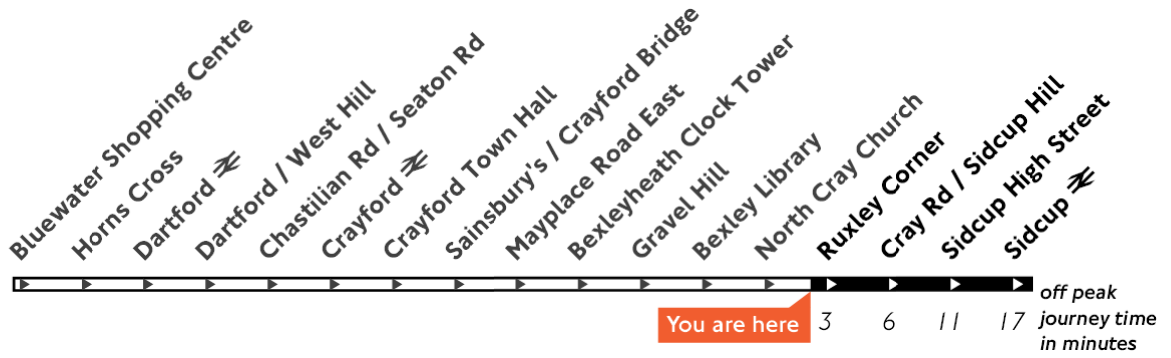 Bluewater Shopping Centre
Horns Cross
Dartford
Dartford / West Hill
Chastilian Rd / Seaton Rd
Crayford
Crayford Town Hall
Sainsbury's / Crayford Bridge
Mayplace Road East
Bexleyheath Clock Tower
Gravel Hill
Bexley Library
North Cray Church
Ruxley Corner
Cray Rd / Sidcup Hill
Sidcup High Street
Sidcup
You are here
3 6 11 17
off peak
journey time
in minutes